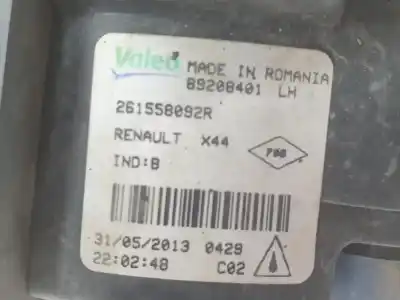 Valeo
MADE IN ROMANIA
89208401 LH
261558092R
RENAULT X44
IND:B
31/05/2013 0429
22:02:48 C02